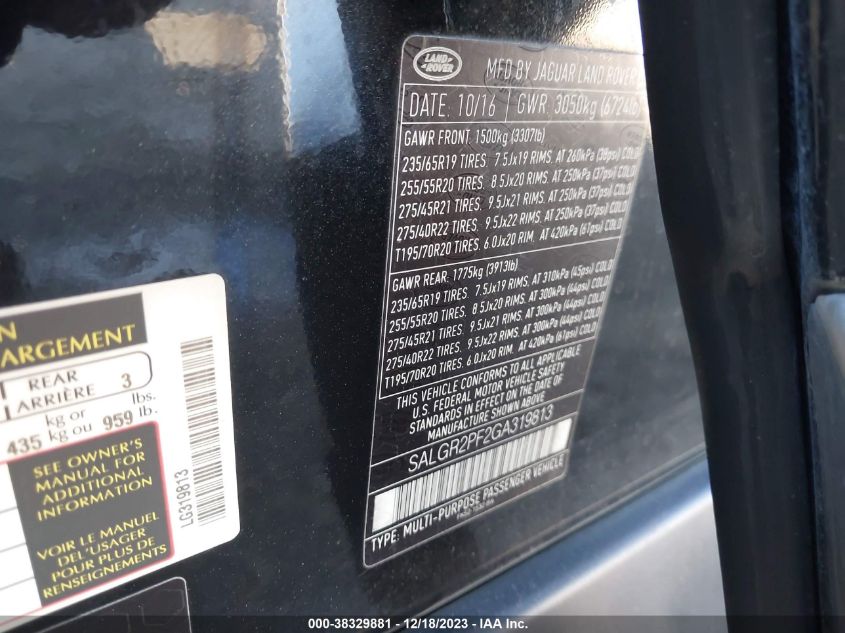 LAND
ROVER
MFD BY JAGUAR LAND ROVER
DATE: 10/16 GWR. 3050kg (6724lb)
GAWR FRONT. 1500kg (3307lb)
235/65R19 TIRES. 7.5Jx19 RIMS. AT 260kPa (38psi) COLD
255/55R20 TIRES. 8.5Jx20 RIMS. AT 250kPa (37psi) COLD
275/45R21 TIRES. 9.5Jx21 RIMS. AT 250kPa (37psi) COLD
275/40R22 TIRES. 9.5Jx22 RIMS. AT 250kPa (37psi) COLD
T195/70R20 TIRES. 6.0Jx20 RIM. AT 420kPa (61psi) COLD
GAWR REAR: 1775kg (3913lb)
235/65R19 TIRES. 7.5Jx19 RIMS. AT 310kPa (45psi) COLD
255/55R20 TIRES. 8.5Jx20 RIMS. AT 300kPa (44psi) COLD
275/45R21 TIRES. 9.5Jx21 RIMS. AT 300kPa (44psi) COLD
275/40R22 TIRES. 9.5Jx22 RIMS. AT 300kPa (44psi) COLD
T195/70R20 TIRES. 6.0Jx20 RIM. AT 420kPa (61psi) COLD
THIS VEHICLE CONFORMS TO ALL APPLICABLE
U.S. FEDERAL MOTOR VEHICLE SAFETY
STANDARDS IN EFFECT ON THE DATE OF
MANUFACTURE SHOWN ABOVE.
SALGR2PF2GA319813
TYPE: MULTI-PURPOSE PASSENGER VEHICLE
ARGEMENT
REAR
ARRIÈRE 3
kg or lbs.
435 kg ou 959 lb.
SEE OWNER'S
MANUAL FOR
ADDITIONAL
INFORMATION
VOIR LE MANUEL
DEL'USAGER
POUR PLUS DE
RENSEIGNEMENTS
LG319813
000-38329881 - 12/18/2023 - IAA Inc.